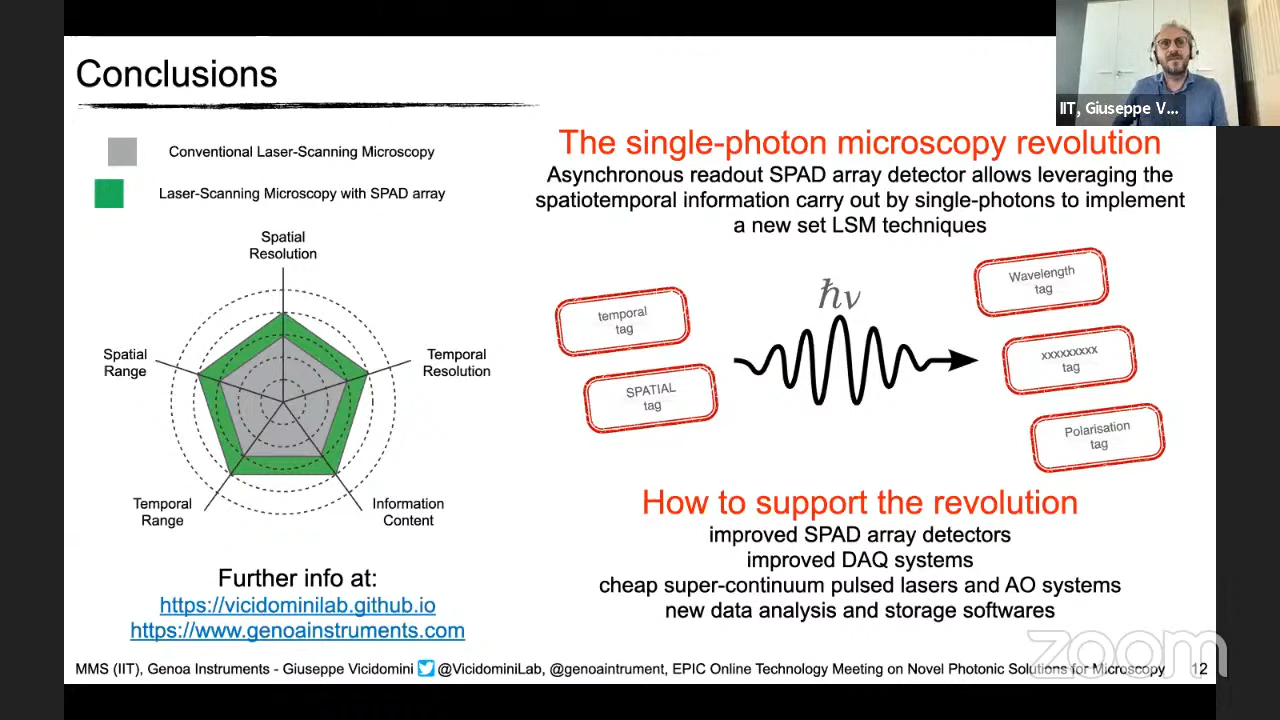 Conclusions
IIT, Giuseppe V...
Conventional Laser-Scanning Microscopy
Laser-Scanning Microscopy with SPAD array
Spatial
Resolution
Spatial
Range
Temporal
Resolution
Temporal
Range
Information
Content
Further info at:
https://vicidominilab.github.io
https://www.genoainstruments.com
The single-photon microscopy revolution
Asynchronous readout SPAD array detector allows leveraging the
spatiotemporal information carry out by single-photons to implement
a new set LSM techniques
temporal
tag
SPATIAL
tag
ℏν
Wavelength
tag
xxxxxxxxx
tag
Polarisation
tag
How to support the revolution
improved SPAD array detectors
improved DAQ systems
cheap super-continuum pulsed lasers and AO systems
new data analysis and storage softwares
zoom
MMS (IIT), Genoa Instruments - Giuseppe Vicidomini @VicidominiLab, @genoaintrument, EPIC Online Technology Meeting on Novel Photonic Solutions for Microscopy 12